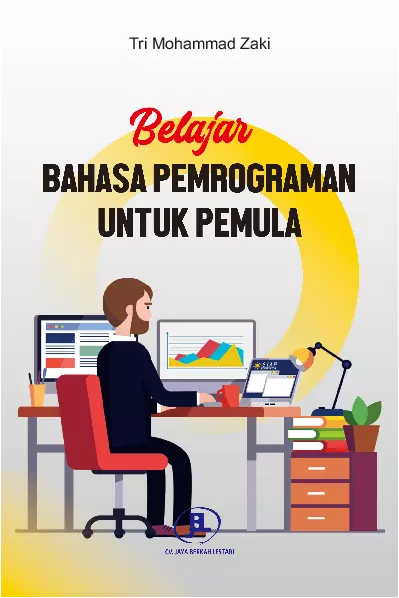 Tri Mohammad Zaki
Belajar
BAHASA PEMROGRAMAN
UNTUK PEMULA
CV. JAYA BERKAH LESTARI